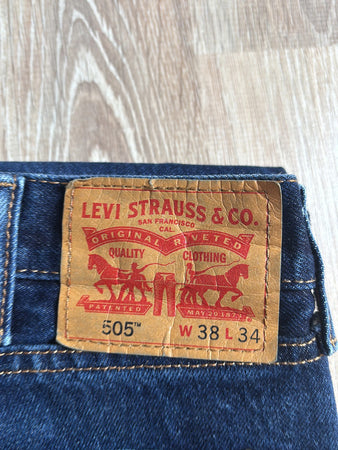 LEVI STRAUSS & CO.
SAN FRANCISCO
CAL.
ORIGINAL RIVETED
QUALITY CLOTHING
PATENTED MAY 20 1873
505™ W 38 L 34